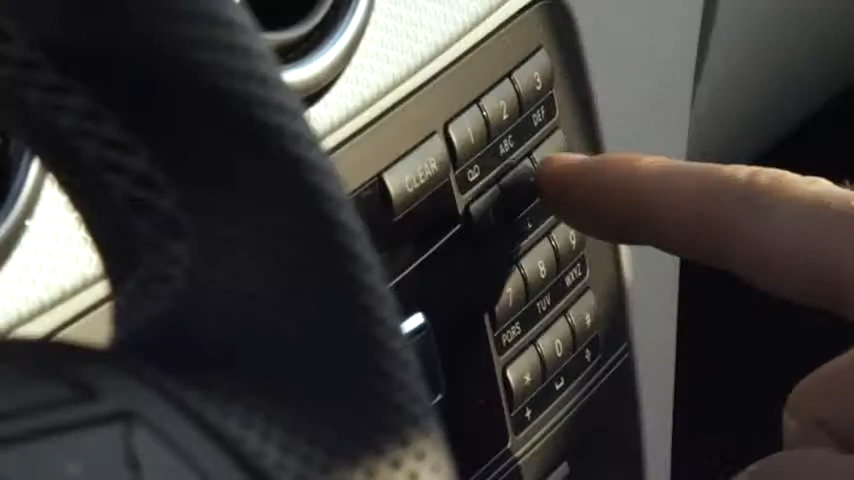 1 2 3
ABC DEF
CLEAR
7 8 9
PQRS TUV WXYZ
* 0 #
+